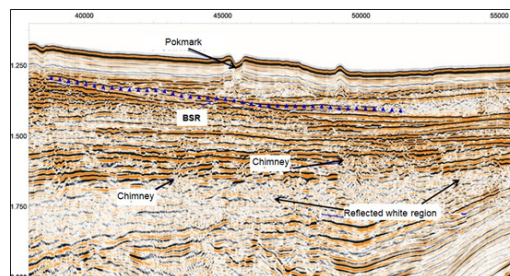 40000 45000 50000 55000
Pokmark
1.250
BSR
1.500
Chimney
Chimney
Reflected white region
1.750